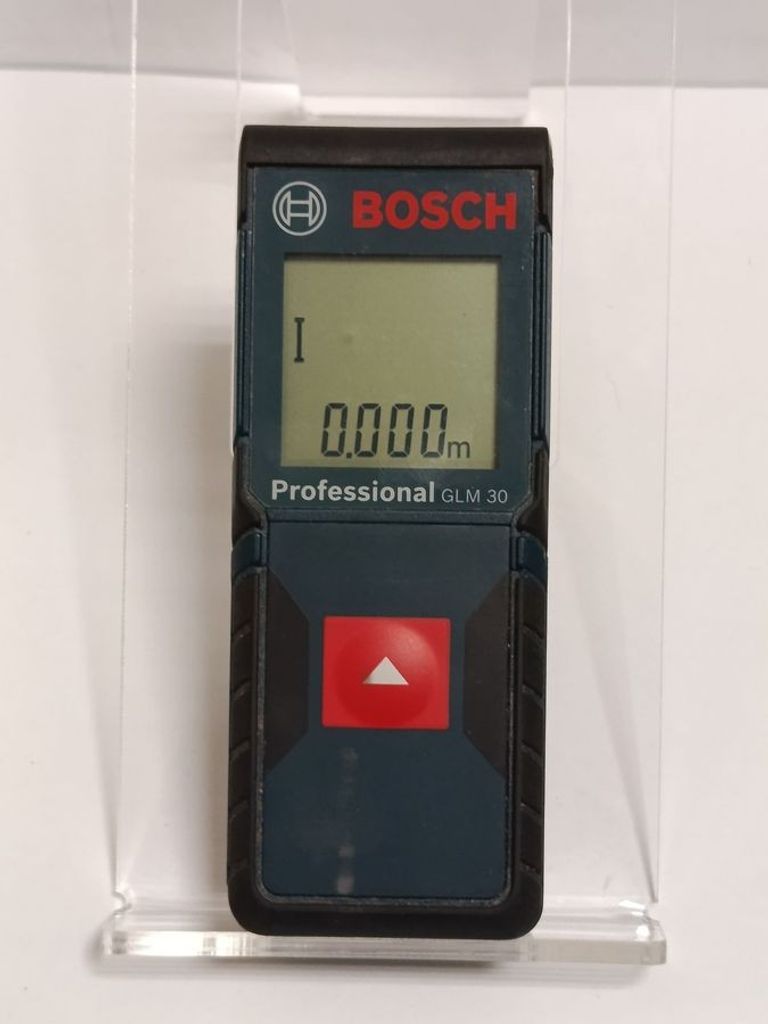 BOSCH
0.000m
Professional GLM 30